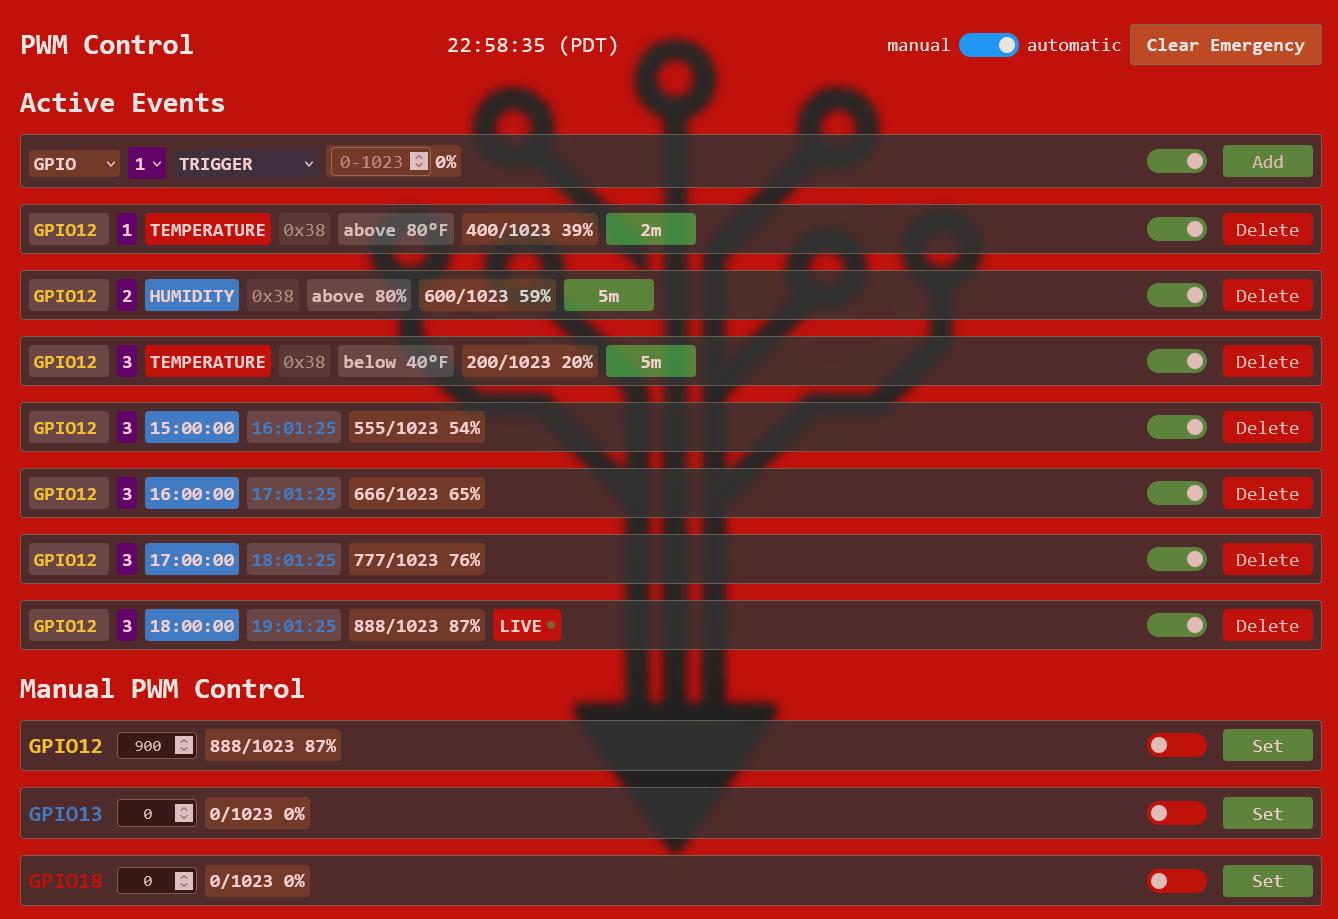 PWM Control 22:58:35 (PDT) manual automatic Clear Emergency
Active Events
GPIO 1 TRIGGER 0-1023 0% Add
GPIO12 1 TEMPERATURE 0x38 above 80°F 400/1023 39% 2m Delete
GPIO12 2 HUMIDITY 0x38 above 80% 600/1023 59% 5m Delete
GPIO12 3 TEMPERATURE 0x38 below 40°F 200/1023 20% 5m Delete
GPIO12 3 15:00:00 16:01:25 555/1023 54% Delete
GPIO12 3 16:00:00 17:01:25 666/1023 65% Delete
GPIO12 3 17:00:00 18:01:25 777/1023 76% Delete
GPIO12 3 18:00:00 19:01:25 888/1023 87% LIVE Delete
Manual PWM Control
GPIO12 900 888/1023 87% Set
GPIO13 0 0/1023 0% Set
GPIO18 0 0/1023 0% Set